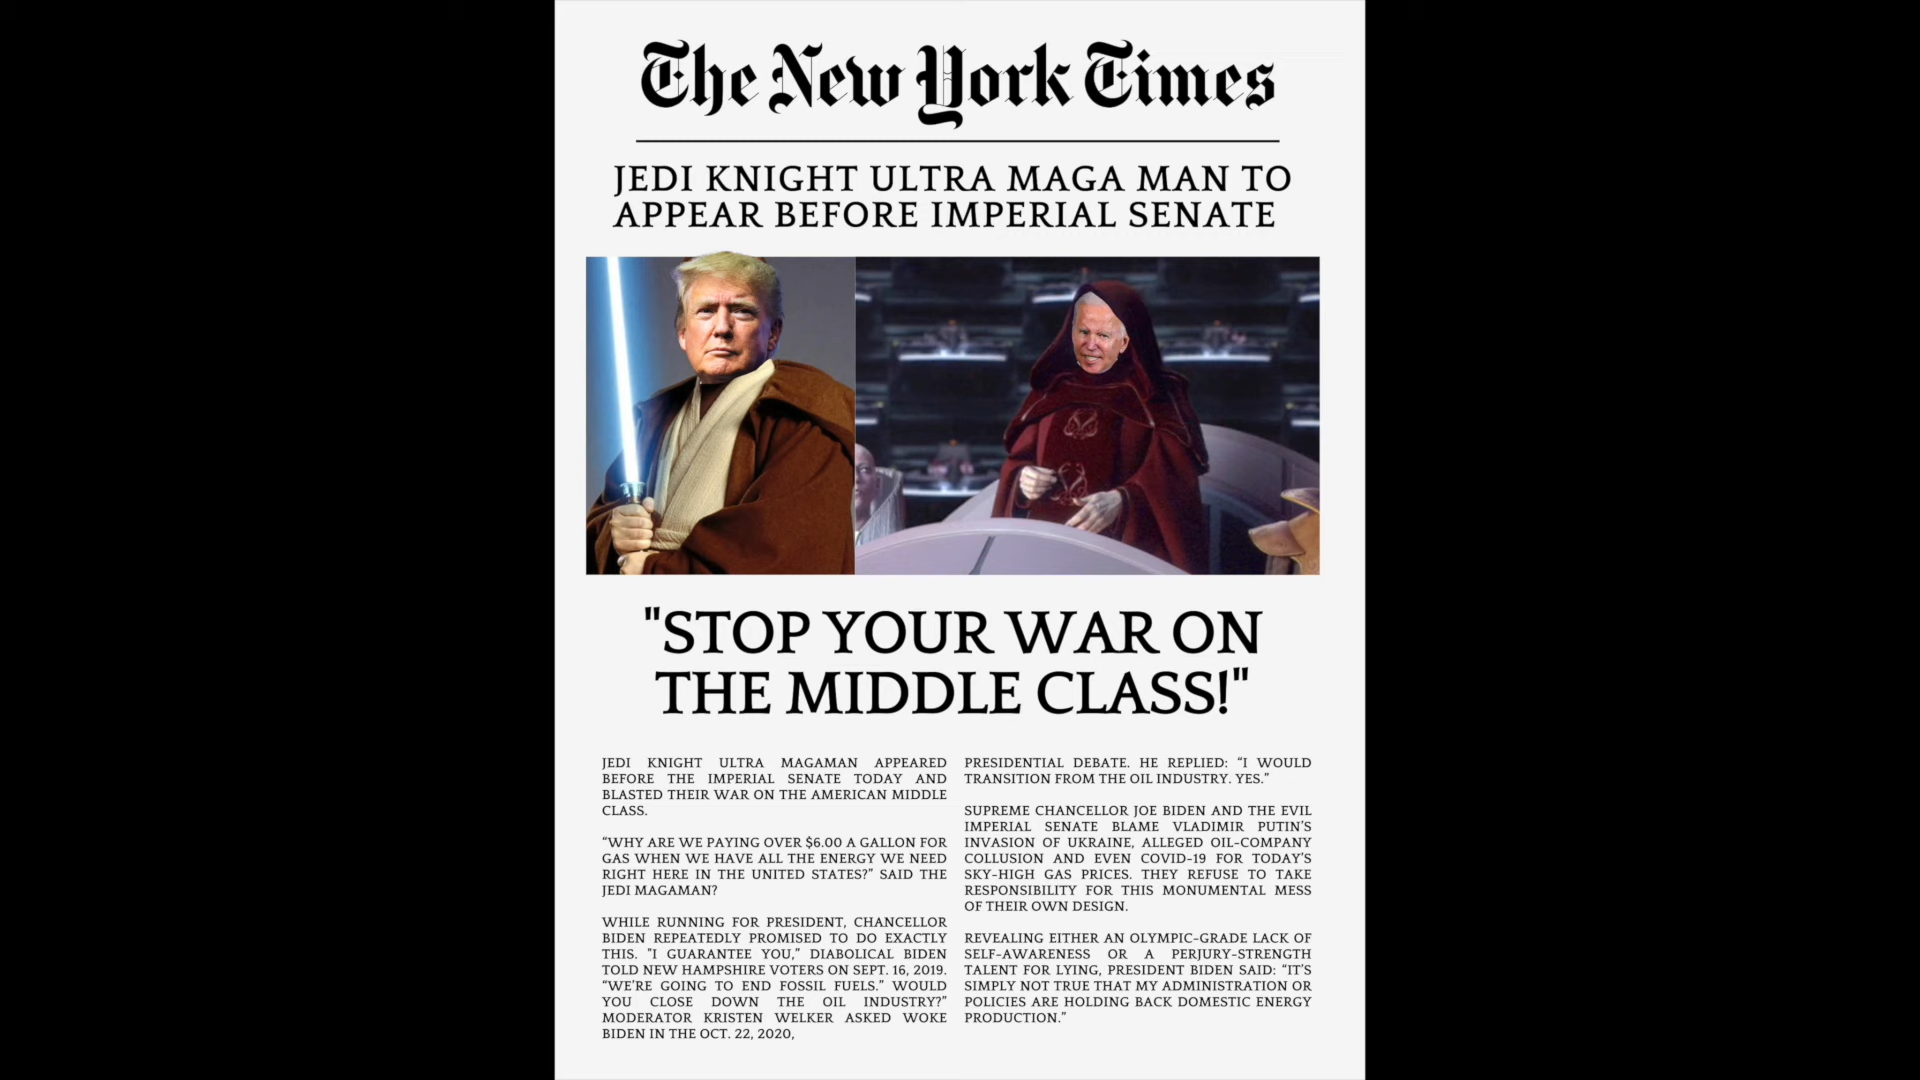 The New York Times
JEDI KNIGHT ULTRA MAGA MAN TO
APPEAR BEFORE IMPERIAL SENATE
"STOP YOUR WAR ON
THE MIDDLE CLASS!"
JEDI KNIGHT ULTRA MAGAMAN APPEARED
BEFORE THE IMPERIAL SENATE TODAY AND
BLASTED THEIR WAR ON THE AMERICAN MIDDLE
CLASS.
“WHY ARE WE PAYING OVER $6.00 A GALLON FOR
GAS WHEN WE HAVE ALL THE ENERGY WE NEED
RIGHT HERE IN THE UNITED STATES?” SAID THE
JEDI MAGAMAN?
WHILE RUNNING FOR PRESIDENT, CHANCELLOR
BIDEN REPEATEDLY PROMISED TO DO EXACTLY
THIS. "I GUARANTEE YOU,” DIABOLICAL BIDEN
TOLD NEW HAMPSHIRE VOTERS ON SEPT. 16, 2019.
“WE’RE GOING TO END FOSSIL FUELS.” WOULD
YOU CLOSE DOWN THE OIL INDUSTRY?”
MODERATOR KRISTEN WELKER ASKED WOKE
BIDEN IN THE OCT. 22, 2020,
PRESIDENTIAL DEBATE. HE REPLIED: “I WOULD
TRANSITION FROM THE OIL INDUSTRY. YES.”
SUPREME CHANCELLOR JOE BIDEN AND THE EVIL
IMPERIAL SENATE BLAME VLADIMIR PUTIN’S
INVASION OF UKRAINE, ALLEGED OIL-COMPANY
COLLUSION AND EVEN COVID-19 FOR TODAY’S
SKY-HIGH GAS PRICES. THEY REFUSE TO TAKE
RESPONSIBILITY FOR THIS MONUMENTAL MESS
OF THEIR OWN DESIGN.
REVEALING EITHER AN OLYMPIC-GRADE LACK OF
SELF-AWARENESS OR A PERJURY-STRENGTH
TALENT FOR LYING, PRESIDENT BIDEN SAID: “IT’S
SIMPLY NOT TRUE THAT MY ADMINISTRATION OR
POLICIES ARE HOLDING BACK DOMESTIC ENERGY
PRODUCTION.”